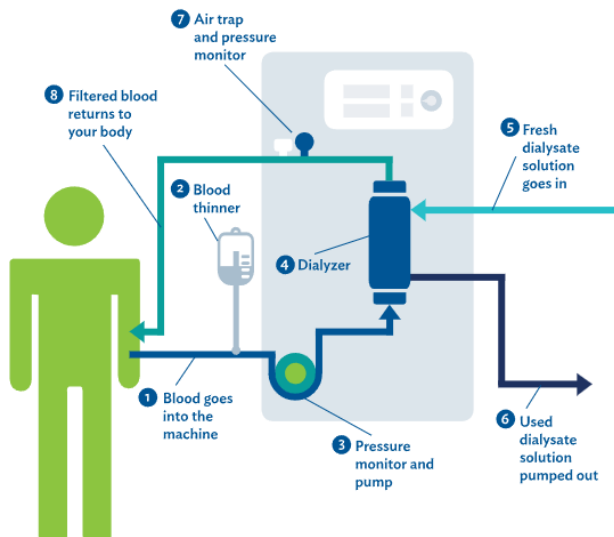 7 Air trap
and pressure
monitor
8 Filtered blood
returns to
your body
2 Blood
thinner
5 Fresh
dialysate
solution
goes in
4 Dialyzer
1 Blood goes
into the
machine
3 Pressure
monitor and
pump
6 Used
dialysate
solution
pumped out